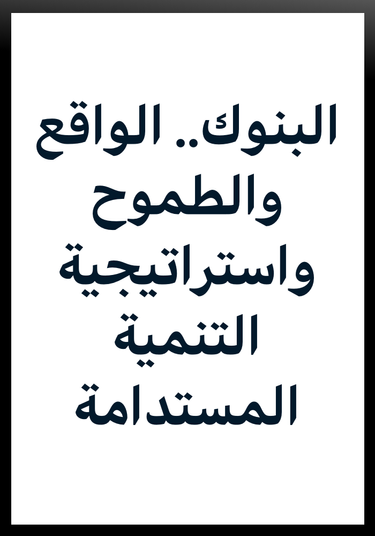 البنوك.. الواقع
والطموح
واستراتيجية
التنمية
المستدامة